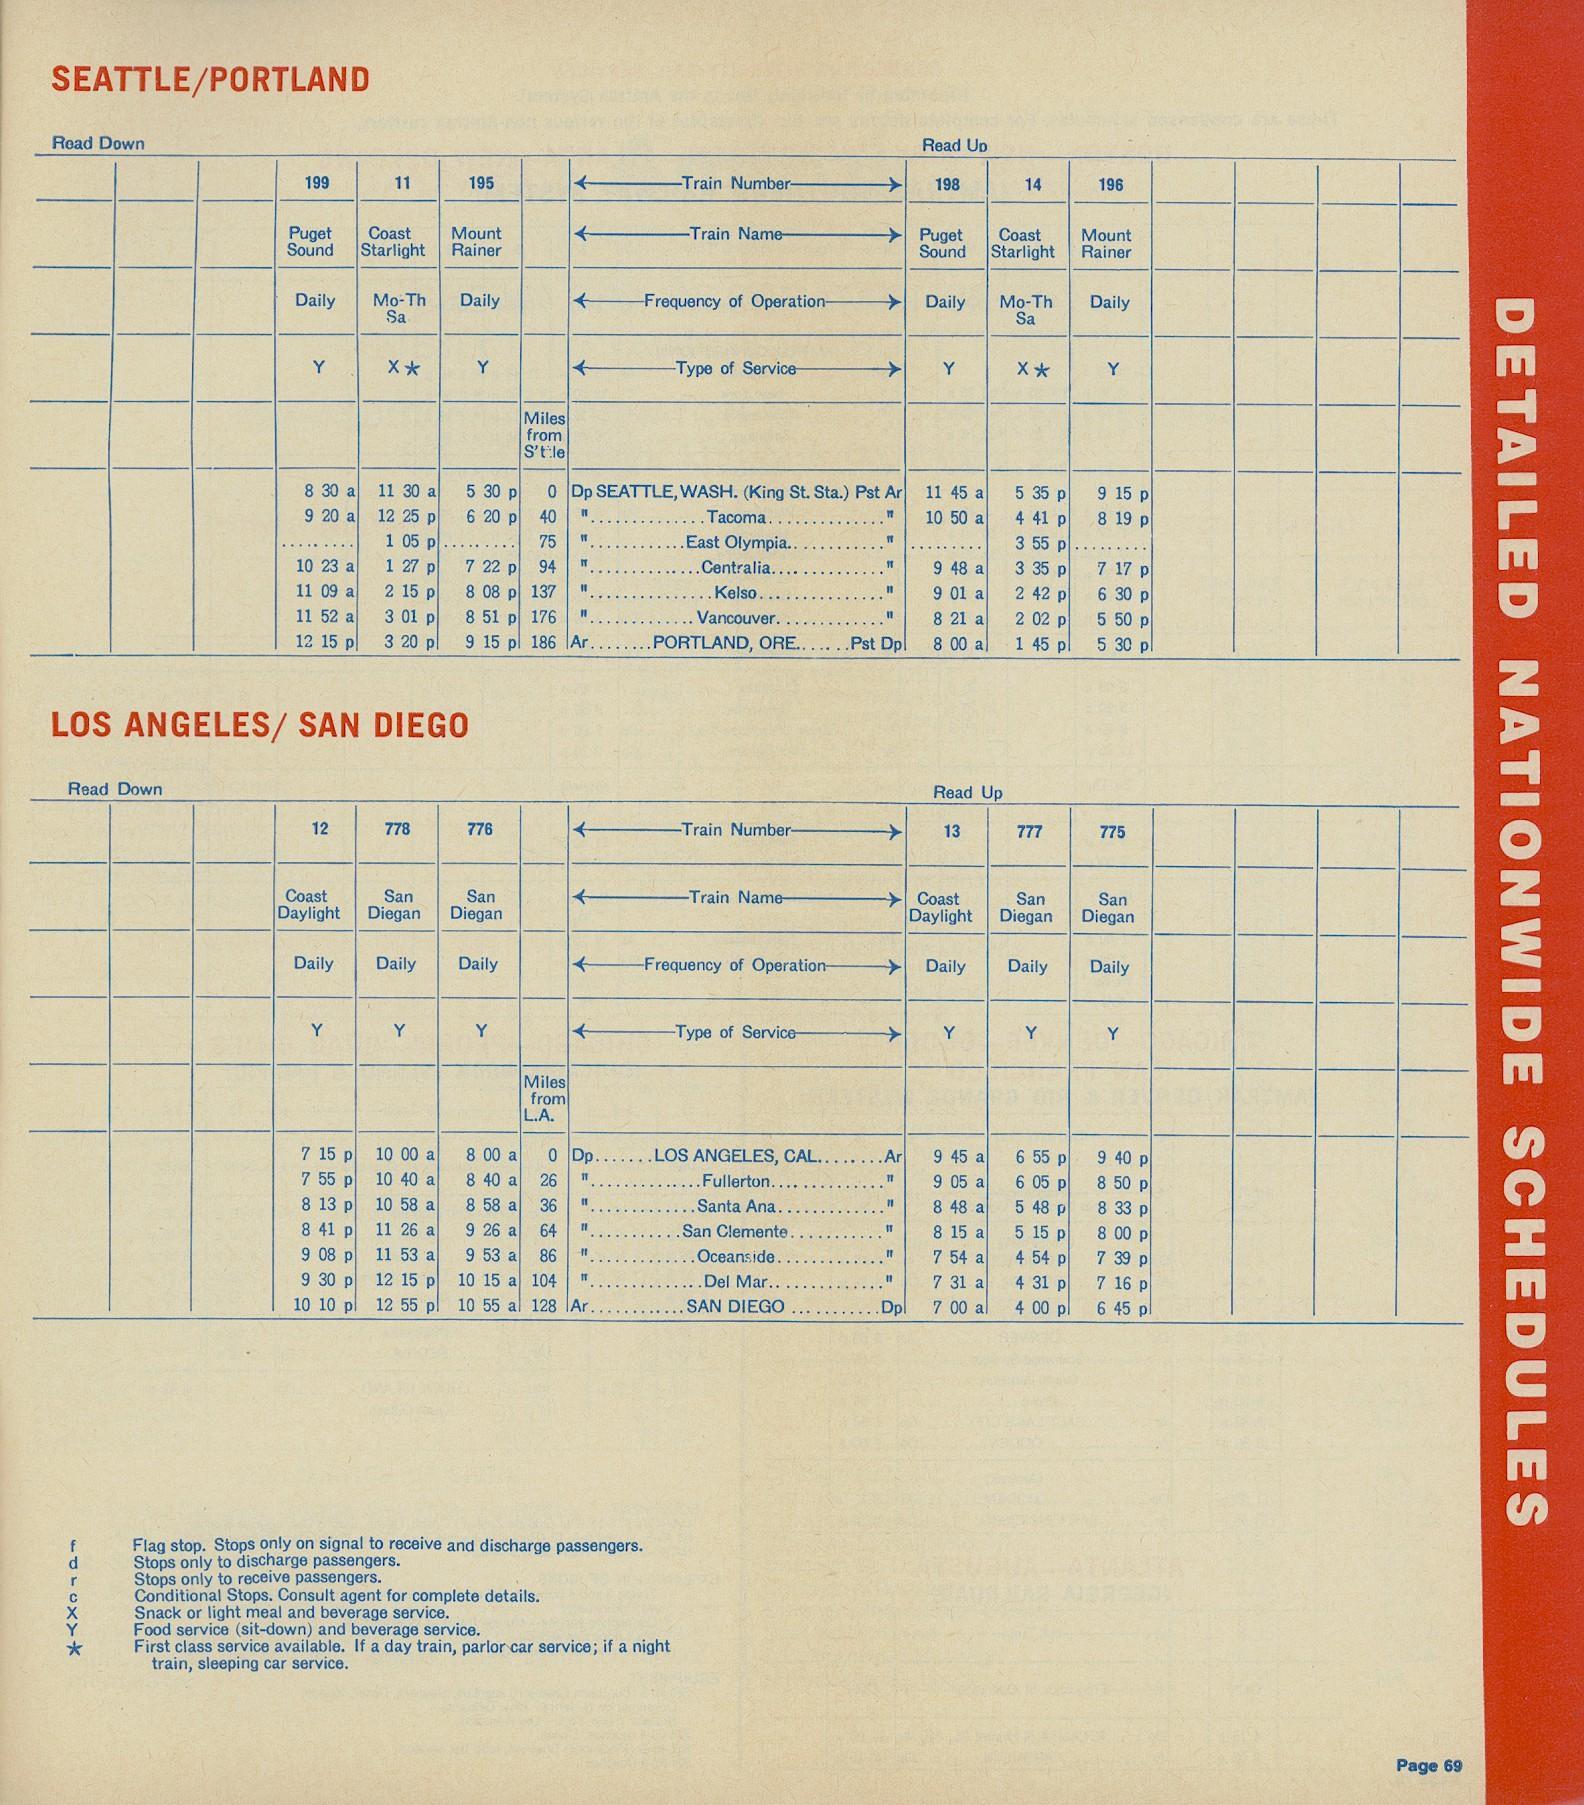 SEATTLE/PORTLAND
Read Down Read Up
199 11 195 Train Number 198 14 196
Puget Sound Coast Starlight Mount Rainer Train Name Puget Sound Coast Starlight Mount Rainer
Daily Mo-Th Sa Daily Frequency of Operation Daily Mo-Th Sa Daily
Y X★ Y Type of Service Y X★ Y
Miles
from
S'ttle
8 30 a 11 30 a 5 30 p 0 Dp SEATTLE, WASH. (King St. Sta.) Pst Ar 11 45 a 5 35 p 9 15 p
9 20 a 12 25 p 6 20 p 40 "..............Tacoma.............." 10 50 a 4 41 p 8 19 p
......... 1 05 p ......... 75 "............East Olympia............" ......... 3 55 p .........
10 23 a 1 27 p 7 22 p 94 "..............Centralia.............." 9 48 a 3 35 p 7 17 p
11 09 a 2 15 p 8 08 p 137 "...............Kelso..............." 9 01 a 2 42 p 6 30 p
11 52 a 3 01 p 8 51 p 176 ".............Vancouver............." 8 21 a 2 02 p 5 50 p
12 15 p 3 20 p 9 15 p 186 Ar........PORTLAND, ORE.......Pst Dp 8 00 a 1 45 p 5 30 p
LOS ANGELES/ SAN DIEGO
Read Down Read Up
12 778 776 Train Number 13 777 775
Coast Daylight San Diegan San Diegan Train Name Coast Daylight San Diegan San Diegan
Daily Daily Daily Frequency of Operation Daily Daily Daily
Y Y Y Type of Service Y Y Y
Miles
from
L.A.
7 15 p 10 00 a 8 00 a 0 Dp.......LOS ANGELES, CAL........Ar 9 45 a 6 55 p 9 40 p
7 55 p 10 40 a 8 40 a 26 "..............Fullerton.............." 9 05 a 6 05 p 8 50 p
8 13 p 10 58 a 8 58 a 36 ".............Santa Ana............." 8 48 a 5 48 p 8 33 p
8 41 p 11 26 a 9 26 a 64 "...........San Clemente..........." 8 15 a 5 15 p 8 00 p
9 08 p 11 53 a 9 53 a 86 ".............Oceanside............." 7 54 a 4 54 p 7 39 p
9 30 p 12 15 p 10 15 a 104 "..............Del Mar.............." 7 31 a 4 31 p 7 16 p
10 10 p 12 55 p 10 55 a 128 Ar............SAN DIEGO ...........Dp 7 00 a 4 00 p 6 45 p
f Flag stop. Stops only on signal to receive and discharge passengers.
d Stops only to discharge passengers.
r Stops only to receive passengers.
c Conditional Stops. Consult agent for complete details.
X Snack or light meal and beverage service.
Y Food service (sit-down) and beverage service.
★ First class service available. If a day train, parlor car service; if a night
train, sleeping car service.
Page 69
DETAILED NATIONWIDE SCHEDULES